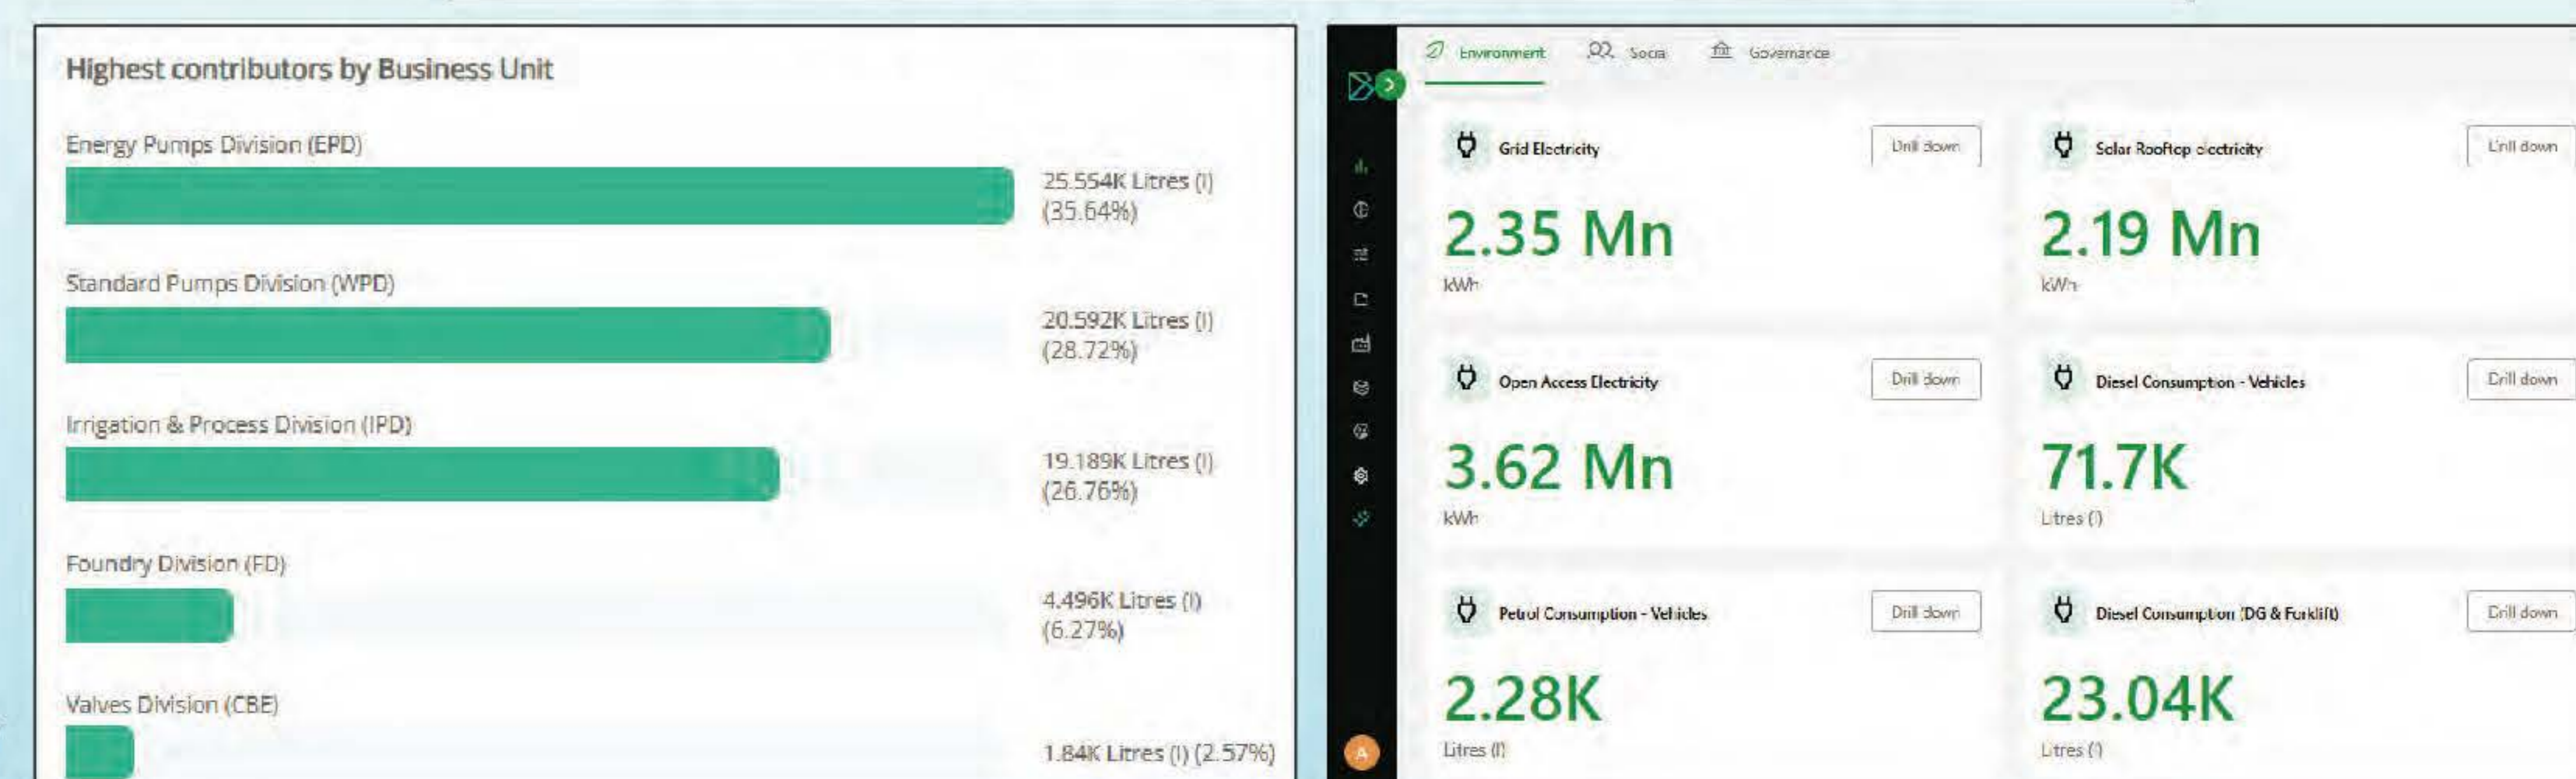 Highest contributors by Business Unit
Energy Pumps Division (EPD)
25.554K Litres (l)
(35.64%)
Standard Pumps Division (WPD)
20.592K Litres (l)
(28.72%)
Irrigation & Process Division (IPD)
19.189K Litres (l)
(26.76%)
Foundry Division (FD)
4.496K Litres (l)
(6.27%)
Valves Division (CBE)
1.84K Litres (l) (2.57%)
Environment Social Governance
Grid Electricity Drill down
2.35 Mn
kWh
Solar Rooftop electricity Drill down
2.19 Mn
kWh
Open Access Electricity Drill down
3.62 Mn
kWh
Diesel Consumption - Vehicles Drill down
71.7K
Litres (l)
Petrol Consumption - Vehicles Drill down
2.28K
Litres (l)
Diesel Consumption (DG & Forklift) Drill down
23.04K
Litres (l)
A